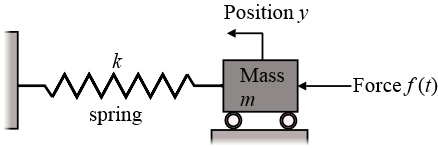 Position y
k
spring
Mass
m
Force f (t)